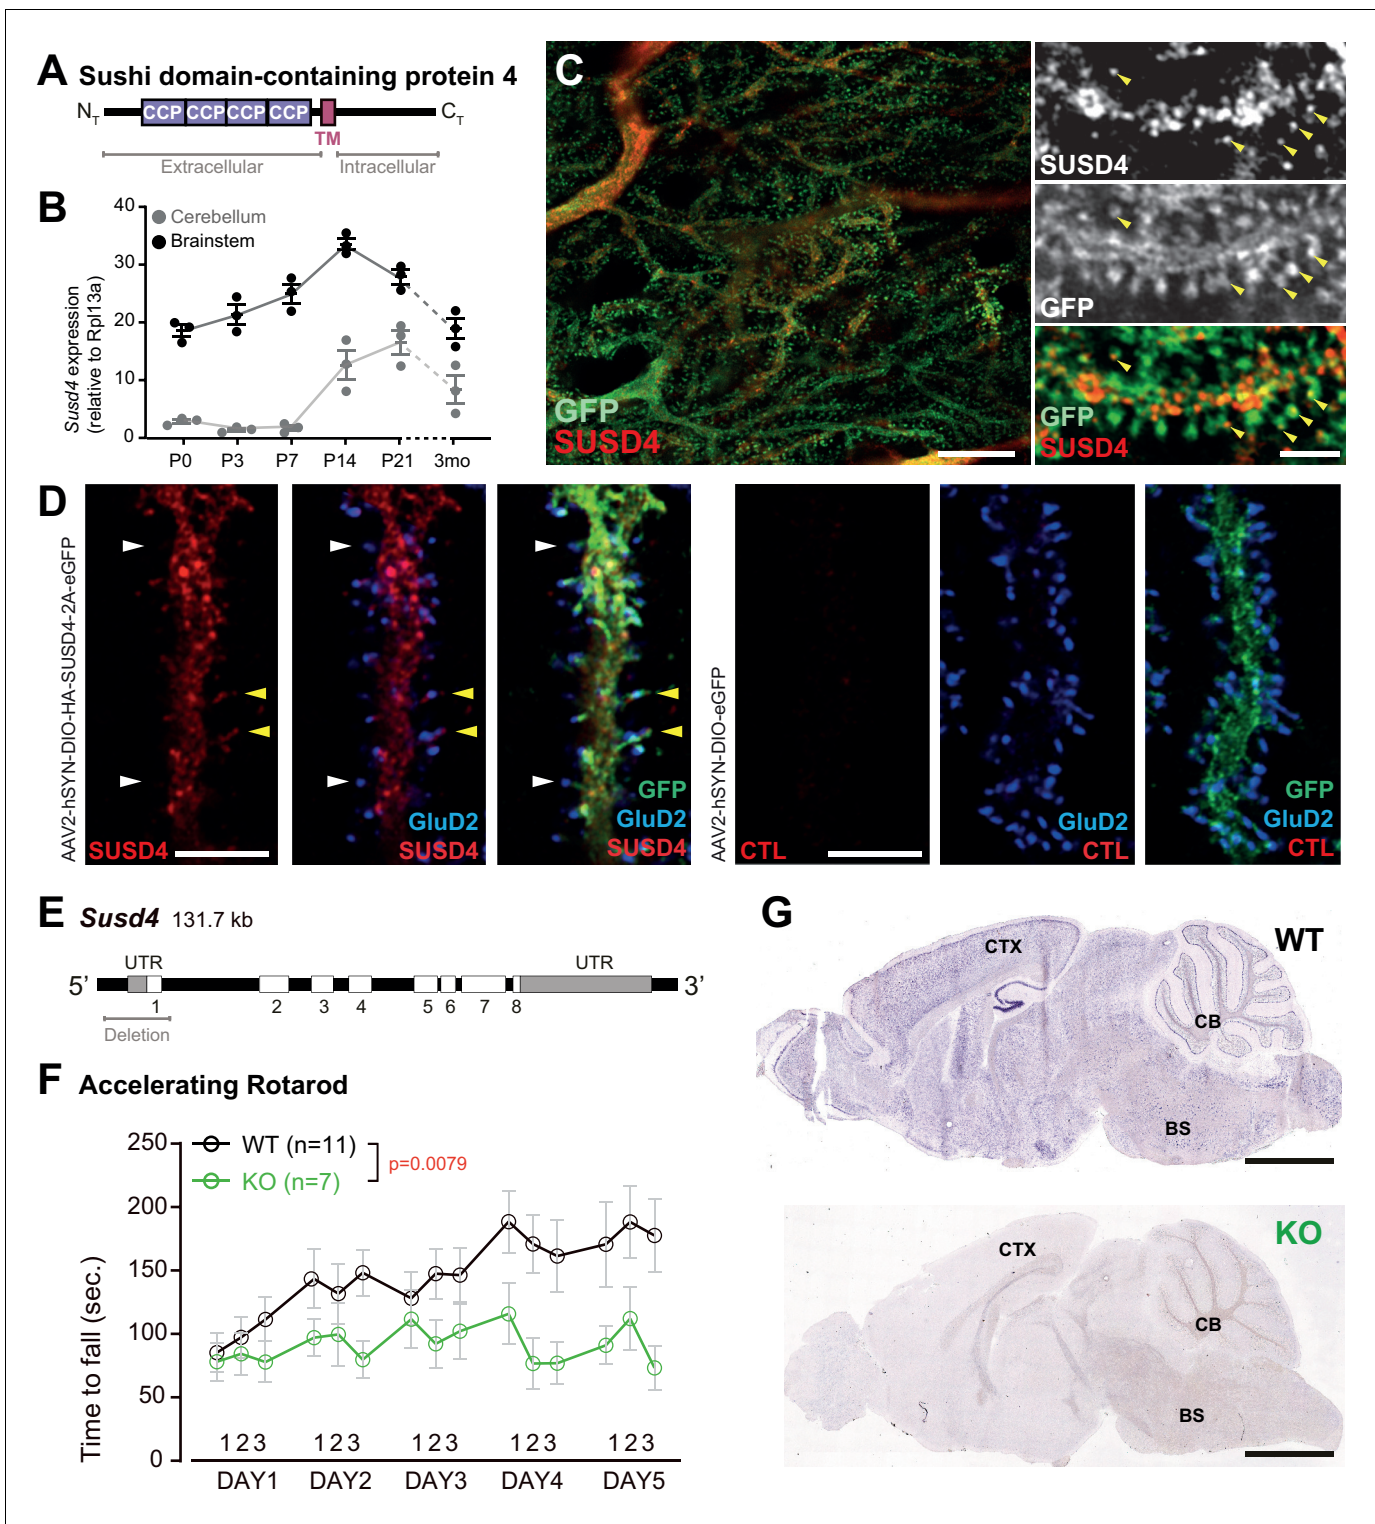 A Sushi domain-containing protein 4
NT CCP CCP CCP CCP CT
TM
Extracellular Intracellular
B
Susd4 expression
(relative to Rpl13a)
40
30
20
10
0
Cerebellum
Brainstem
P0 P3 P7 P14 P21 3mo
C
GFP
SUSD4
SUSD4
GFP
GFP
SUSD4
D
AAV2-hSYN-DIO-HA-SUSD4-2A-eGFP
SUSD4
GluD2
SUSD4
GFP
GluD2
SUSD4
AAV2-hSYN-DIO-eGFP
CTL
GluD2
CTL
GFP
GluD2
CTL
E Susd4 131.7 kb
UTR UTR
5’ 3’
1 2 3 4 5 6 7 8
Deletion
F Accelerating Rotarod
Time to fall (sec.)
250
200
150
100
50
0
WT (n=11)
KO (n=7)
p=0.0079
123 123 123 123 123
DAY1 DAY2 DAY3 DAY4 DAY5
G
WT
CTX
CB
BS
KO
CTX
CB
BS